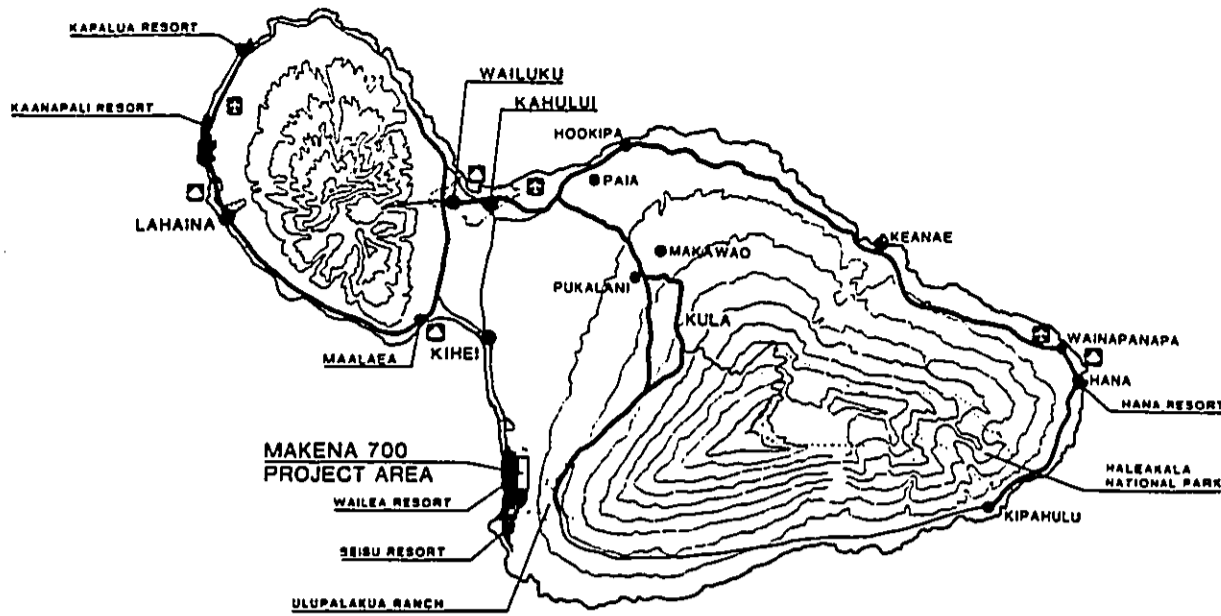 KAPALUA RESORT
WAILUKU
KAANAPALI RESORT
KAHULUI
HOOKIPA
PAIA
LAHAINA
KEANAE
MAKAWAO
PUKALANI
KULA
MAALAEA
KIHEI
WAINAPANAPA
HANA
HANA RESORT
MAKENA 700
PROJECT AREA
WAILEA RESORT
HALEAKALA
NATIONAL PARK
KIPAHULU
SEISU RESORT
ULUPALAKUA RANCH